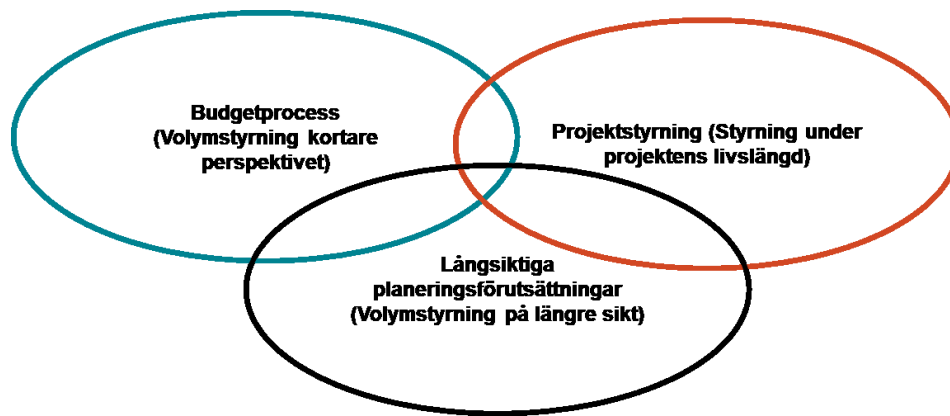 Budgetprocess
(Volymstyrning kortare
perspektivet)
Projektstyrning (Styrning under
projektens livslängd)
Långsiktiga
planeringsförutsättningar
(Volymstyrning på längre sikt)